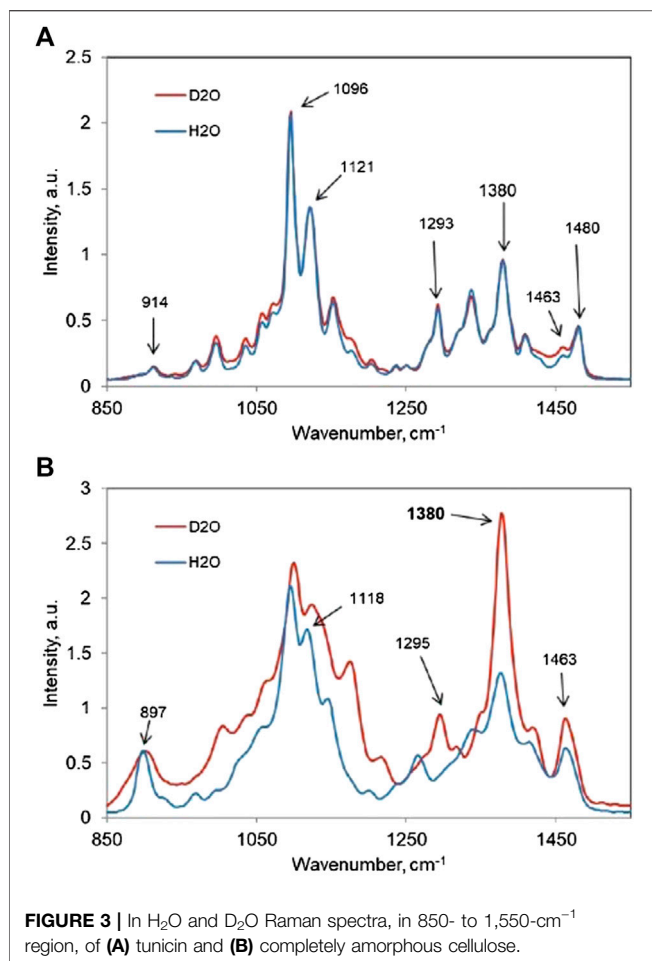 A
2.5
2
1.5
1
0.5
0
Intensity, a.u.
D2O
H2O
1096
1121
914
1293
1380
1480
1463
850
1050
1250
1450
Wavenumber, cm⁻¹
B
3
2.5
2
1.5
1
0.5
0
Intensity, a.u.
D2O
H2O
1380
1118
1295
1463
897
850
1050
1250
1450
Wavenumber, cm⁻¹
FIGURE 3 | In H₂O and D₂O Raman spectra, in 850- to 1,550-cm⁻¹
region, of (A) tunicin and (B) completely amorphous cellulose.